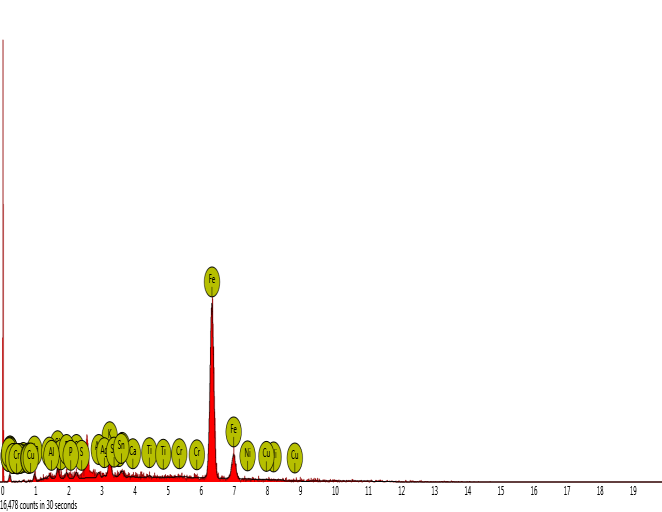 Fe
K
Fe
Sn
Cr Cu Al P S Ca Ti Ti Cr Cr Ni Cu Cu
0 1 2 3 4 5 6 7 8 9 10 11 12 13 14 15 16 17 18 19
16,478 counts in 30 seconds